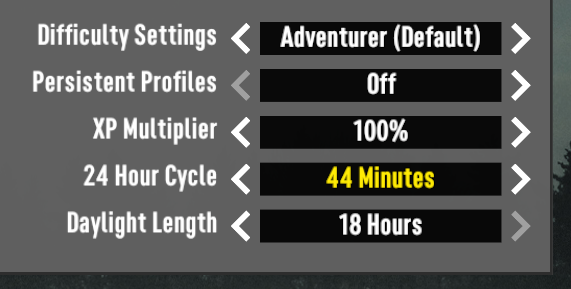 Difficulty Settings Adventurer (Default)
Persistent Profiles Off
XP Multiplier 100%
24 Hour Cycle 44 Minutes
Daylight Length 18 Hours